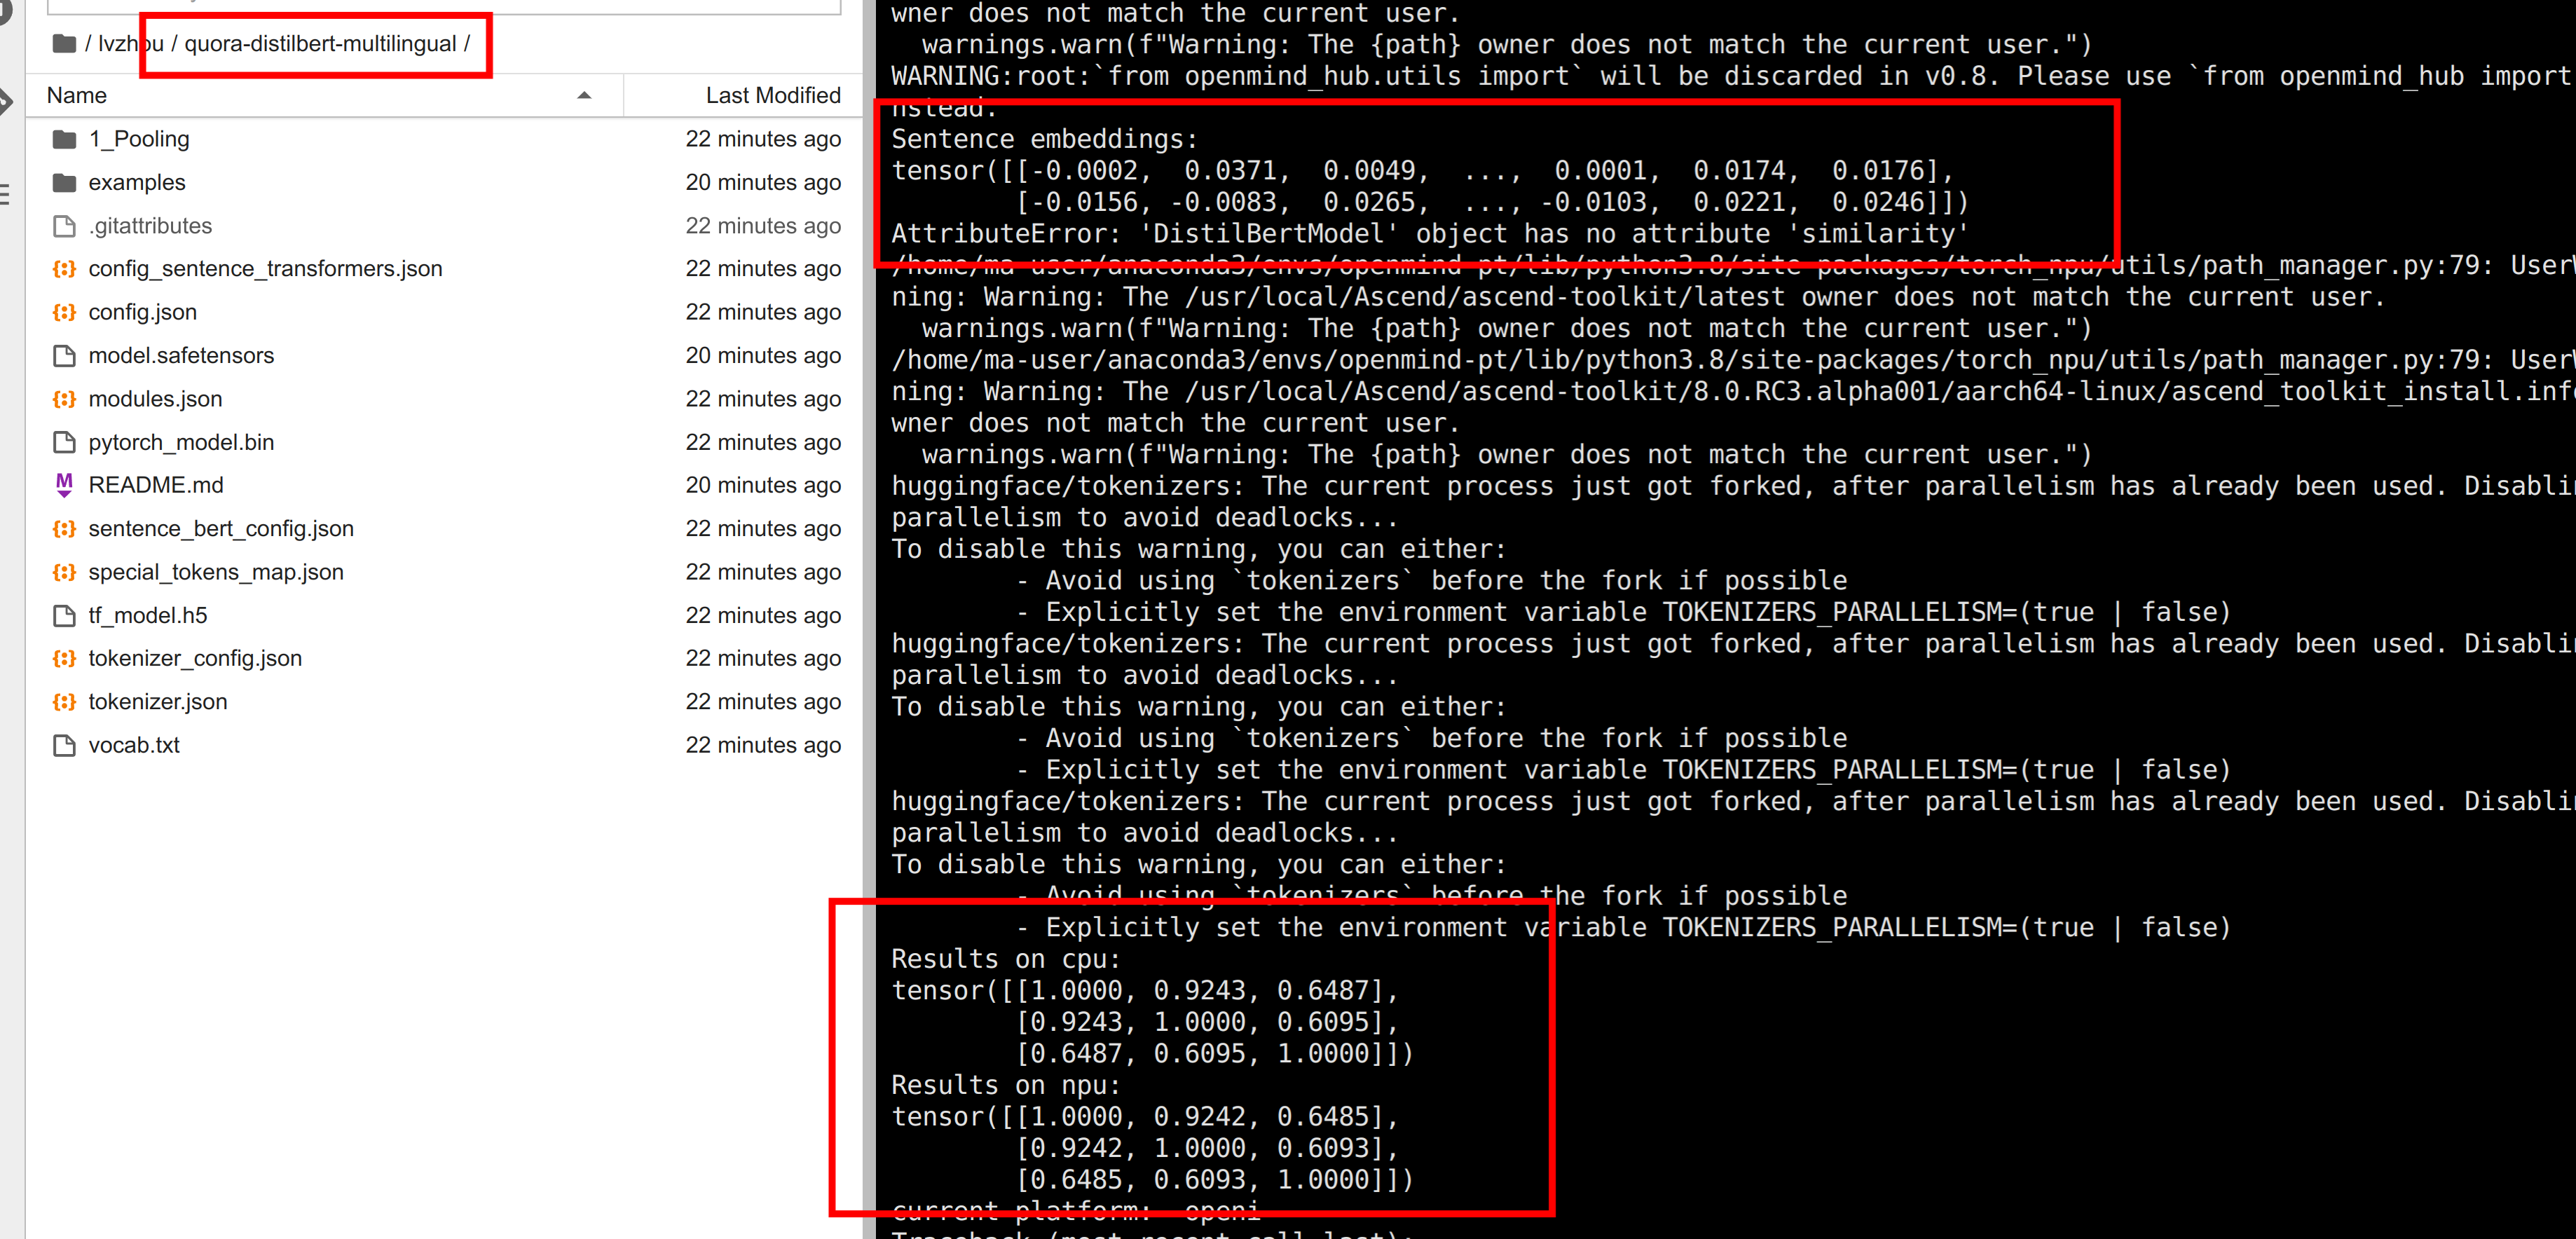 / lvzhou / quora-distilbert-multilingual /
Name Last Modified
1_Pooling 22 minutes ago
examples 20 minutes ago
.gitattributes 22 minutes ago
config_sentence_transformers.json 22 minutes ago
config.json 22 minutes ago
model.safetensors 20 minutes ago
modules.json 22 minutes ago
pytorch_model.bin 22 minutes ago
README.md 20 minutes ago
sentence_bert_config.json 22 minutes ago
special_tokens_map.json 22 minutes ago
tf_model.h5 22 minutes ago
tokenizer_config.json 22 minutes ago
tokenizer.json 22 minutes ago
vocab.txt 22 minutes ago
wner does not match the current user.
  warnings.warn(f"Warning: The {path} owner does not match the current user.")
WARNING:root:`from openmind_hub.utils import` will be discarded in v0.8. Please use `from openmind_hub import
nstead.
Sentence embeddings:
tensor([[-0.0002,  0.0371,  0.0049,  ...,  0.0001,  0.0174,  0.0176],
        [-0.0156, -0.0083,  0.0265,  ..., -0.0103,  0.0221,  0.0246]])
AttributeError: 'DistilBertModel' object has no attribute 'similarity'
/home/ma-user/anaconda3/envs/openmind-pt/lib/python3.8/site-packages/torch_npu/utils/path_manager.py:79: User
ning: Warning: The /usr/local/Ascend/ascend-toolkit/latest owner does not match the current user.
  warnings.warn(f"Warning: The {path} owner does not match the current user.")
/home/ma-user/anaconda3/envs/openmind-pt/lib/python3.8/site-packages/torch_npu/utils/path_manager.py:79: User
ning: Warning: The /usr/local/Ascend/ascend-toolkit/8.0.RC3.alpha001/aarch64-linux/ascend_toolkit_install.inf
wner does not match the current user.
  warnings.warn(f"Warning: The {path} owner does not match the current user.")
huggingface/tokenizers: The current process just got forked, after parallelism has already been used. Disabli
parallelism to avoid deadlocks...
To disable this warning, you can either:
        - Avoid using `tokenizers` before the fork if possible
        - Explicitly set the environment variable TOKENIZERS_PARALLELISM=(true | false)
huggingface/tokenizers: The current process just got forked, after parallelism has already been used. Disabli
parallelism to avoid deadlocks...
To disable this warning, you can either:
        - Avoid using `tokenizers` before the fork if possible
        - Explicitly set the environment variable TOKENIZERS_PARALLELISM=(true | false)
huggingface/tokenizers: The current process just got forked, after parallelism has already been used. Disabli
parallelism to avoid deadlocks...
To disable this warning, you can either:
        - Avoid using `tokenizers` before the fork if possible
        - Explicitly set the environment variable TOKENIZERS_PARALLELISM=(true | false)
Results on cpu:
tensor([[1.0000, 0.9243, 0.6487],
        [0.9243, 1.0000, 0.6095],
        [0.6487, 0.6095, 1.0000]])
Results on npu:
tensor([[1.0000, 0.9242, 0.6485],
        [0.9242, 1.0000, 0.6093],
        [0.6485, 0.6093, 1.0000]])
current platform:  openi
Traceback (most recent call last):